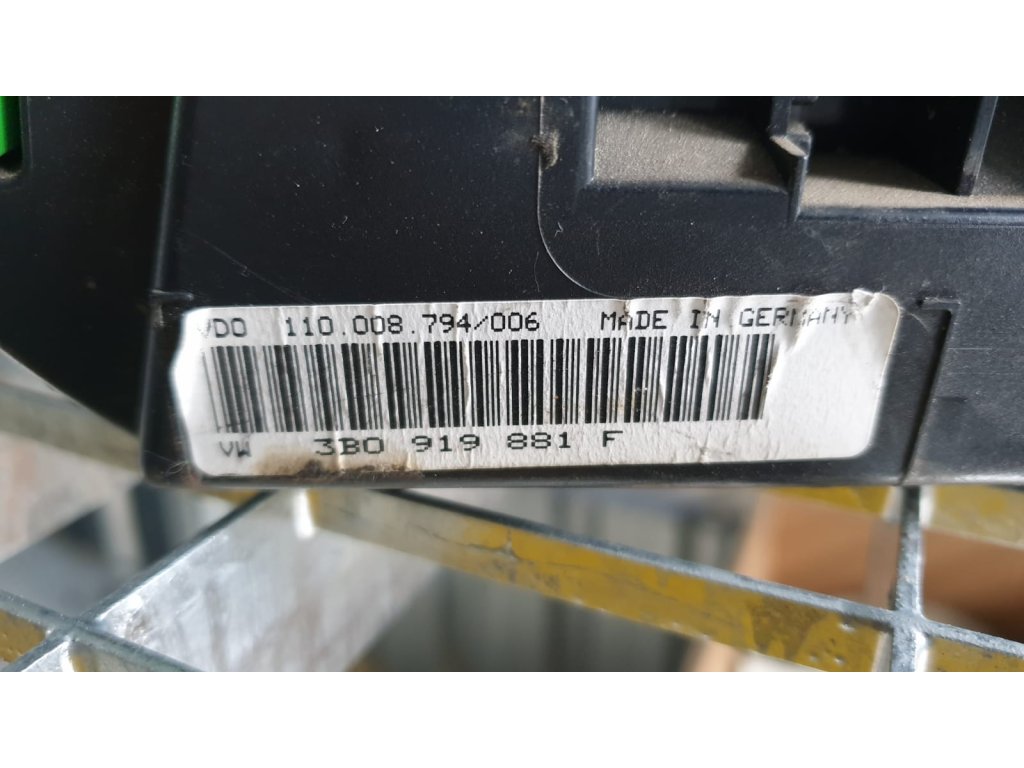 VDO 110.008.794/006 MADE IN GERMANY
VW 3B0 919 881 F